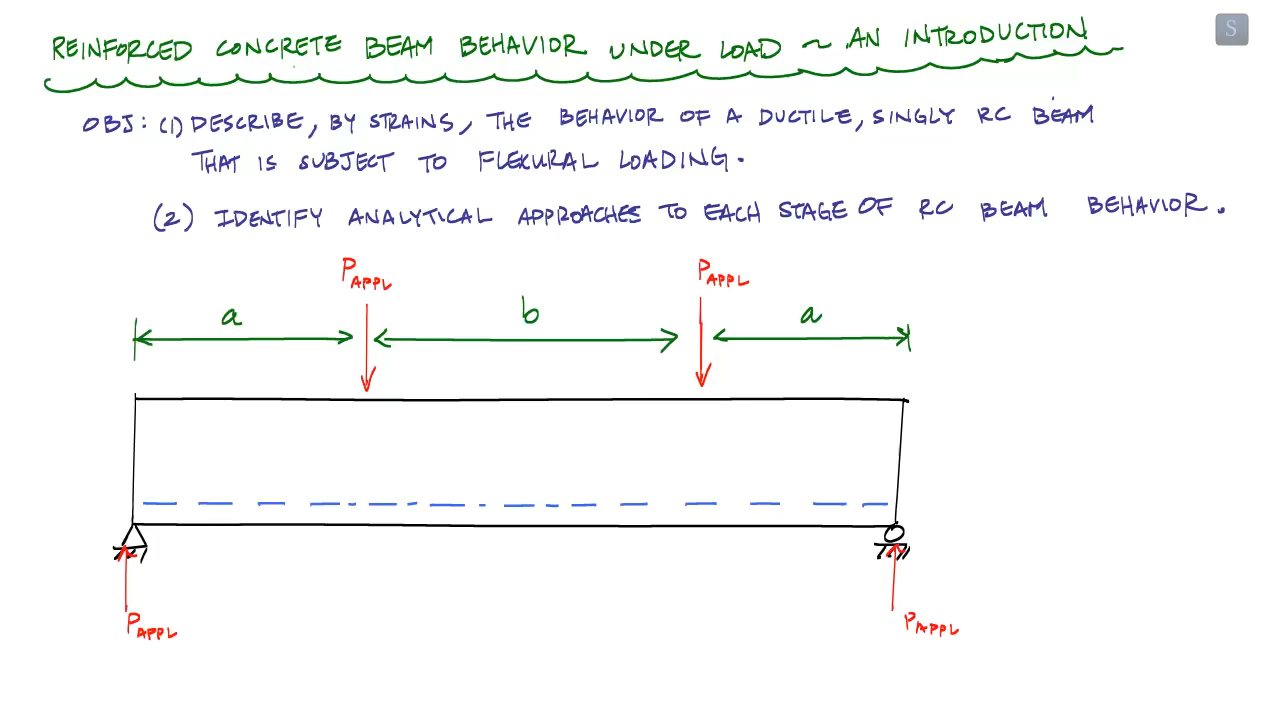 REINFORCED CONCRETE BEAM BEHAVIOR UNDER LOAD ~ AN INTRODUCTION
S
OBJ: (1) DESCRIBE, BY STRAINS, THE BEHAVIOR OF A DUCTILE, SINGLY RC BEAM
THAT IS SUBJECT TO FLEXURAL LOADING.
(2) IDENTIFY ANALYTICAL APPROACHES TO EACH STAGE OF RC BEAM BEHAVIOR.
PAPPL PAPPL
a b a
PAPPL PAPPL